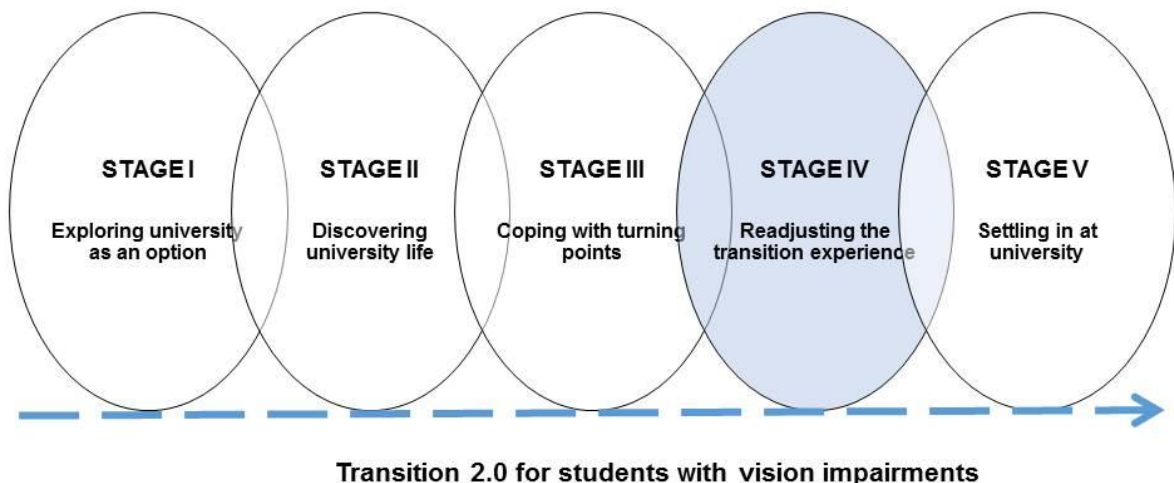 STAGE I
Exploring university
as an option
STAGE II
Discovering
university life
STAGE III
Coping with turning
points
STAGE IV
Readjusting the
transition experience
STAGE V
Settling in at
university
Transition 2.0 for students with vision impairments